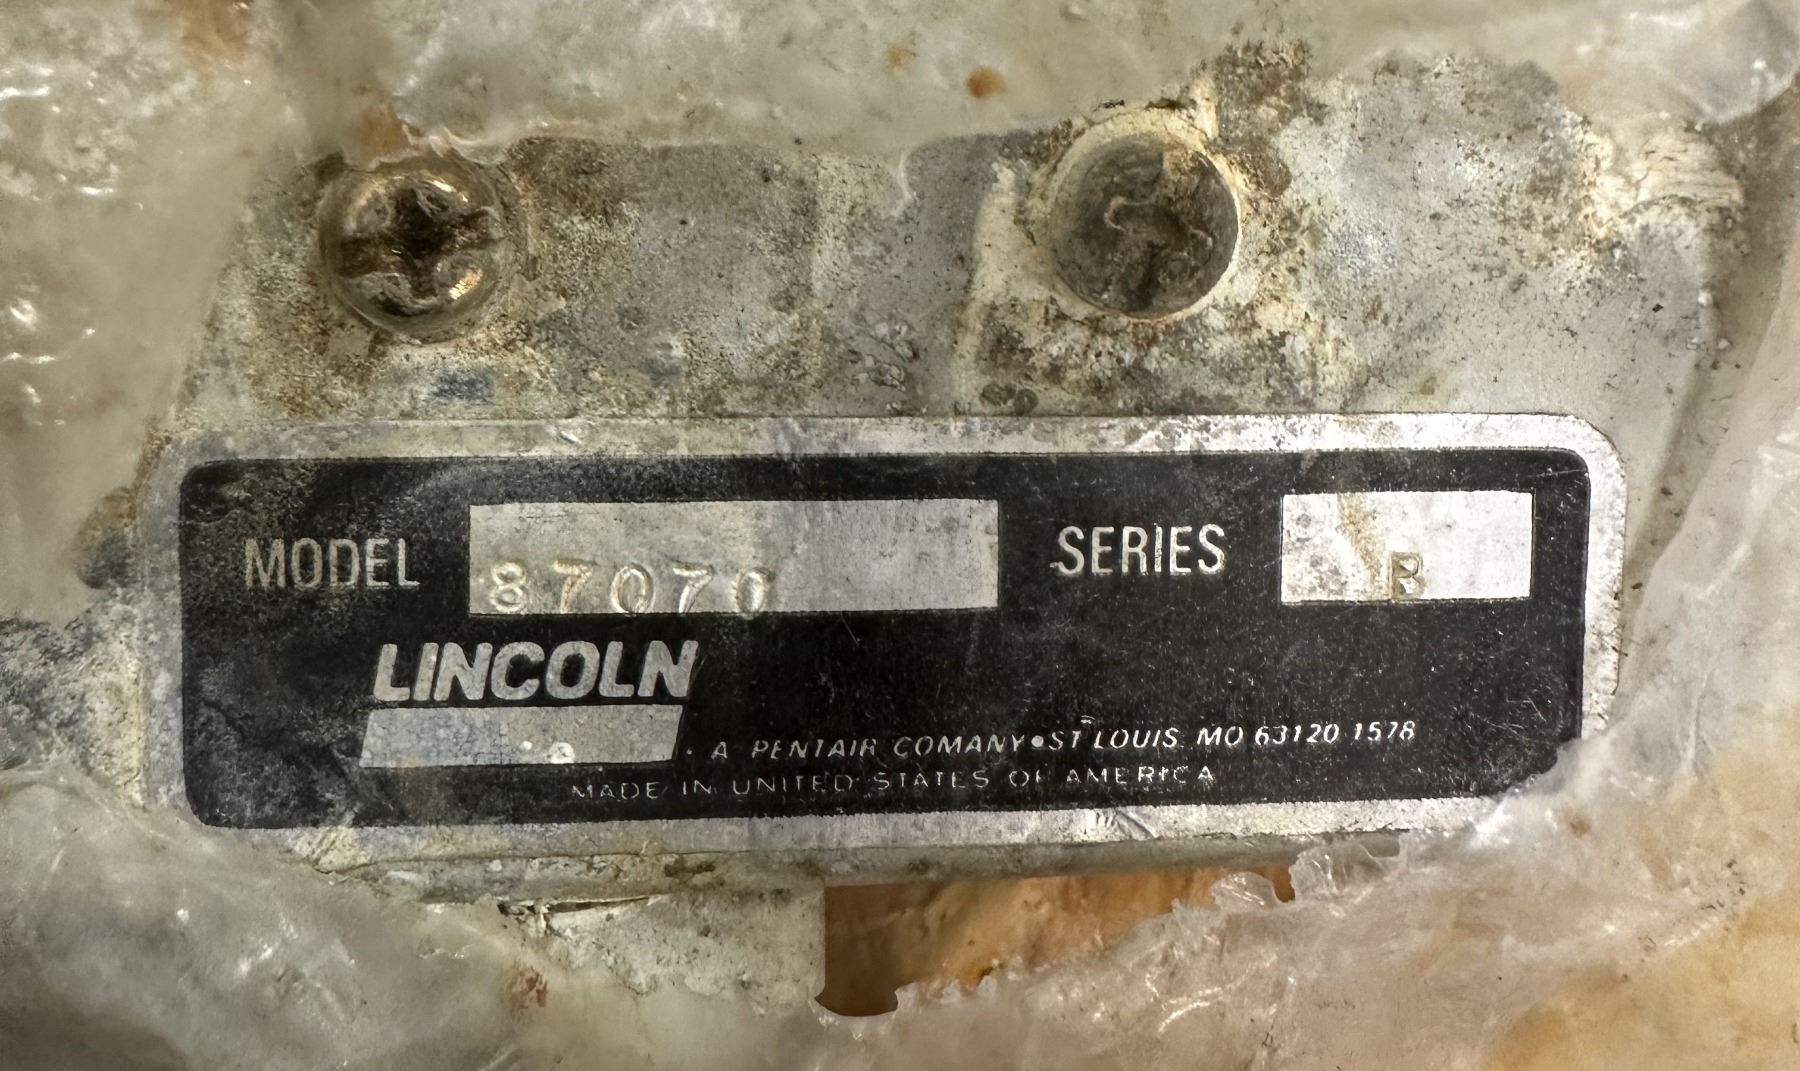 MODEL 87070 SERIES B
LINCOLN
A PENTAIR COMANY•ST LOUIS. MO 63120 1578
MADE IN UNITED STATES OF AMERICA